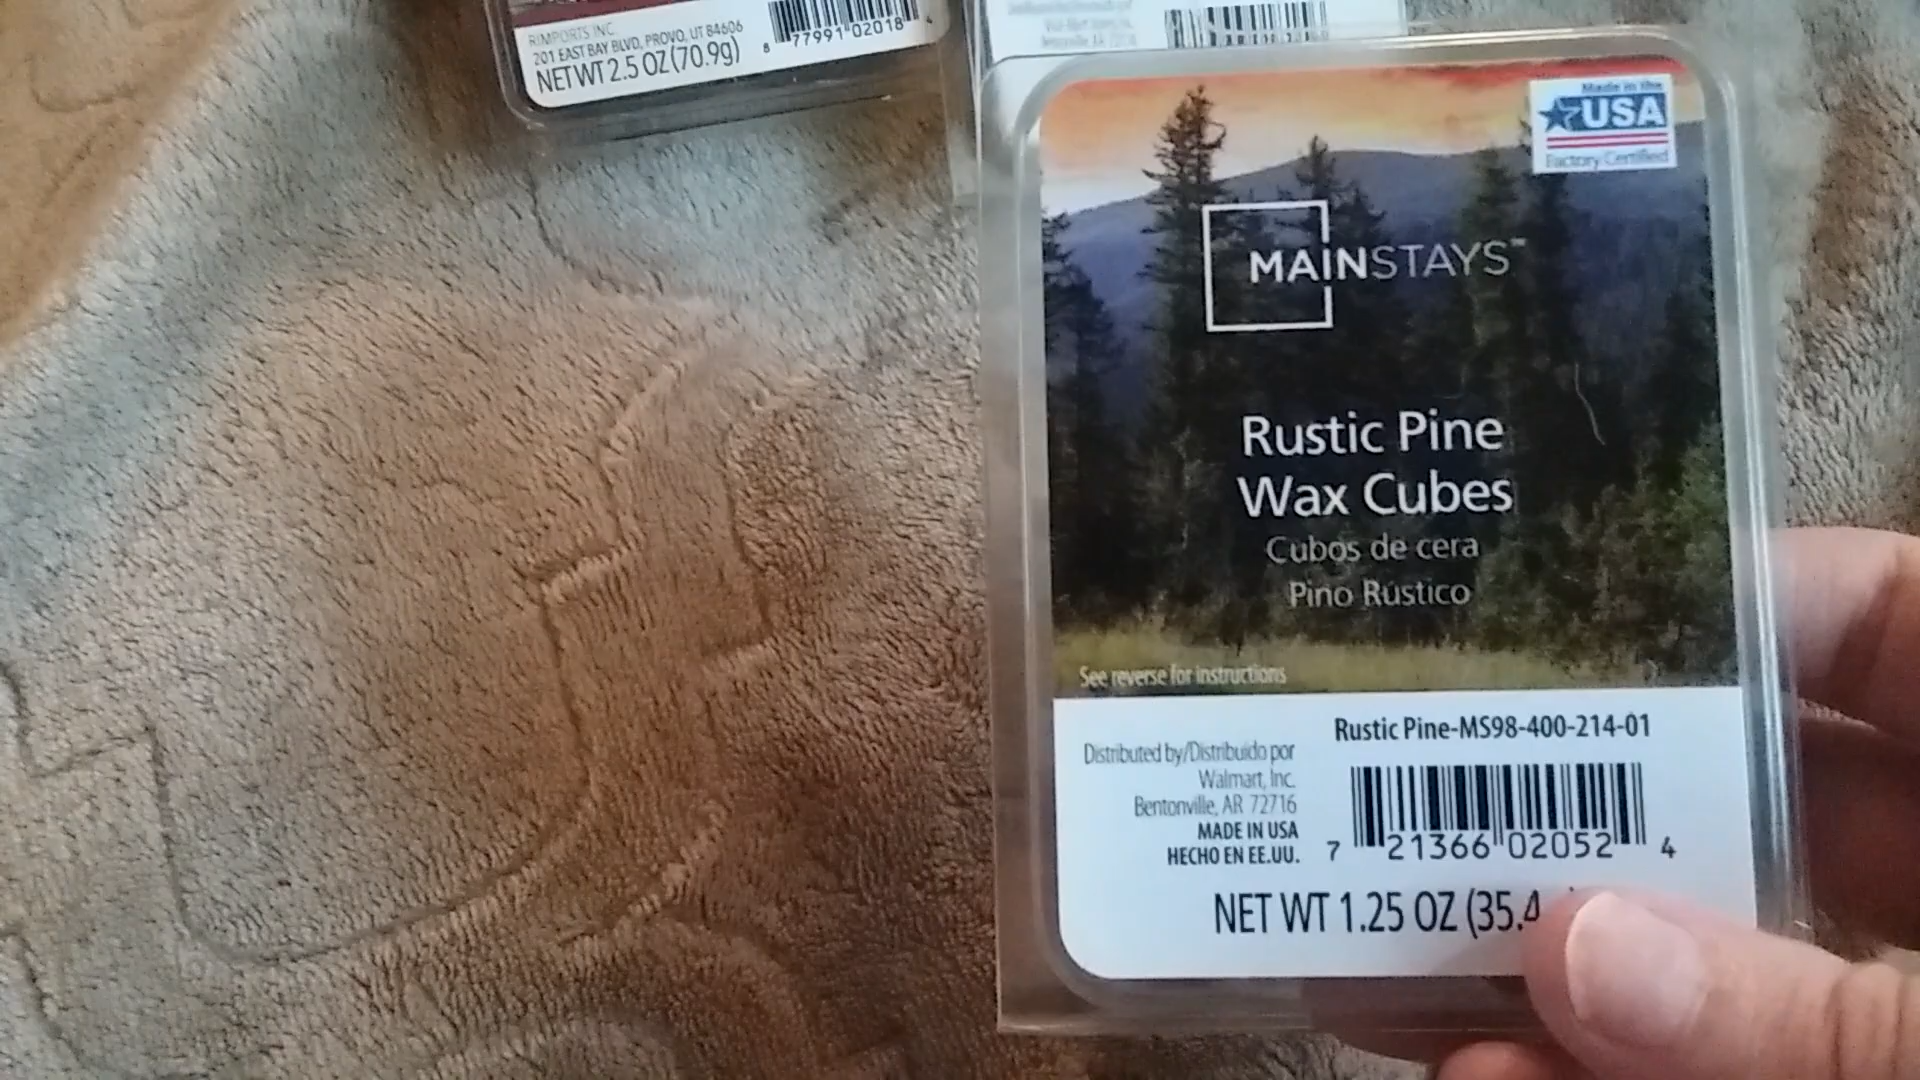 RIMPORTS INC.
201 EAST BAY BLVD, PROVO, UT 84606
NET WT 2.5 OZ (70.9g)
8 77991 02018 4
Made in the
USA
Factory Certified
MAINSTAYS™
Rustic Pine
Wax Cubes
Cubos de cera
Pino Rústico
See reverse for instructions
Rustic Pine-MS98-400-214-01
Distributed by/Distribuido por
Walmart, Inc.
Bentonville, AR 72716
MADE IN USA
HECHO EN EE.UU.
7 21366 02052 4
NET WT 1.25 OZ (35.4